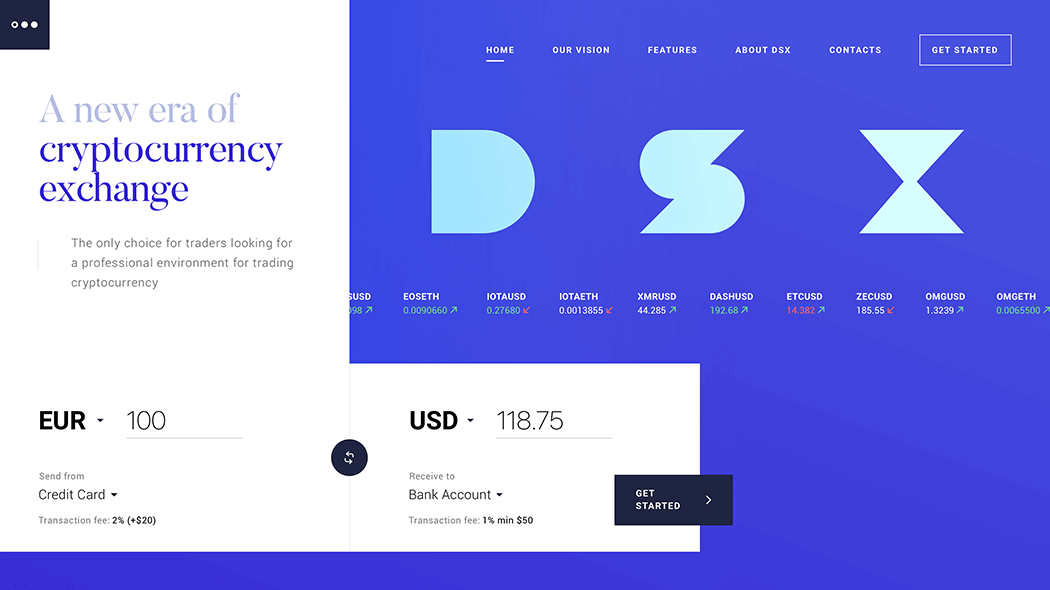 HOME OUR VISION FEATURES ABOUT DSX CONTACTS GET STARTED
A new era of
cryptocurrency
exchange
The only choice for traders looking for
a professional environment for trading
cryptocurrency
DSX
EOSETH IOTAUSD IOTAETH XMRUSD DASHUSD ETCUSD ZECUSD OMGUSD OMGETH
0.0090660 0.27680 0.0013855 44.285 192.68 14.382 185.55 1.3239 0.0065500
EUR 100
Send from
Credit Card
Transaction fee: 2% (+$20)
USD 118.75
Receive to
Bank Account
Transaction fee: 1% min $50
GET
STARTED